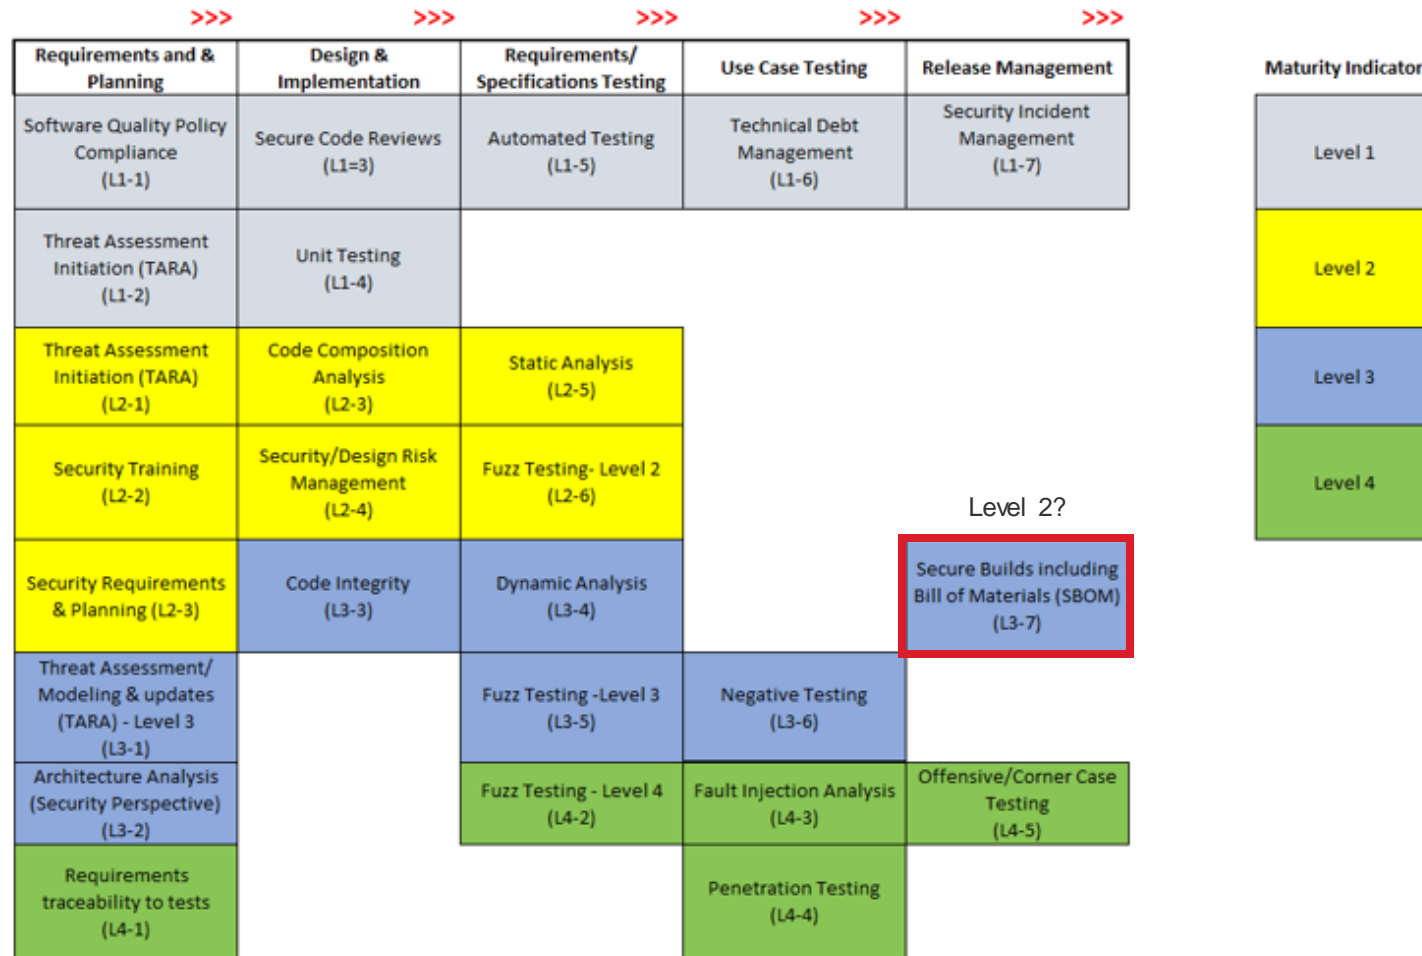 >>> >>> >>> >>> >>>
Requirements and &
Planning
Design &
Implementation
Requirements/
Specifications Testing
Use Case Testing
Release Management
Maturity Indicator
Software Quality Policy
Compliance
(L1-1)
Secure Code Reviews
(L1=3)
Automated Testing
(L1-5)
Technical Debt
Management
(L1-6)
Security Incident
Management
(L1-7)
Level 1
Threat Assessment
Initiation (TARA)
(L1-2)
Unit Testing
(L1-4)
Level 2
Threat Assessment
Initiation (TARA)
(L2-1)
Code Composition
Analysis
(L2-3)
Static Analysis
(L2-5)
Level 3
Security Training
(L2-2)
Security/Design Risk
Management
(L2-4)
Fuzz Testing- Level 2
(L2-6)
Level 4
Level 2?
Security Requirements
& Planning (L2-3)
Code Integrity
(L3-3)
Dynamic Analysis
(L3-4)
Secure Builds including
Bill of Materials (SBOM)
(L3-7)
Threat Assessment/
Modeling & updates
(TARA) - Level 3
(L3-1)
Fuzz Testing -Level 3
(L3-5)
Negative Testing
(L3-6)
Architecture Analysis
(Security Perspective)
(L3-2)
Fuzz Testing - Level 4
(L4-2)
Fault Injection Analysis
(L4-3)
Offensive/Corner Case
Testing
(L4-5)
Requirements
traceability to tests
(L4-1)
Penetration Testing
(L4-4)